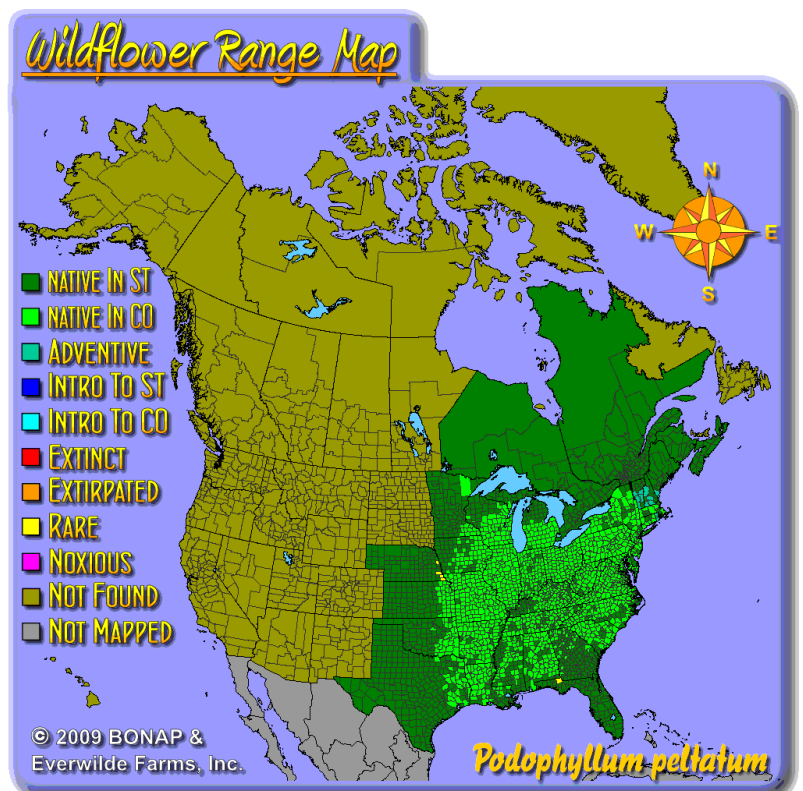 Wildflower Range Map
N
W E
S
Native In ST
Native In CO
Adventive
Intro To ST
Intro To CO
Extinct
Extirpated
Rare
Noxious
Not Found
Not Mapped
© 2009 BONAP &
Everwilde Farms, Inc.
Podophyllum peltatum